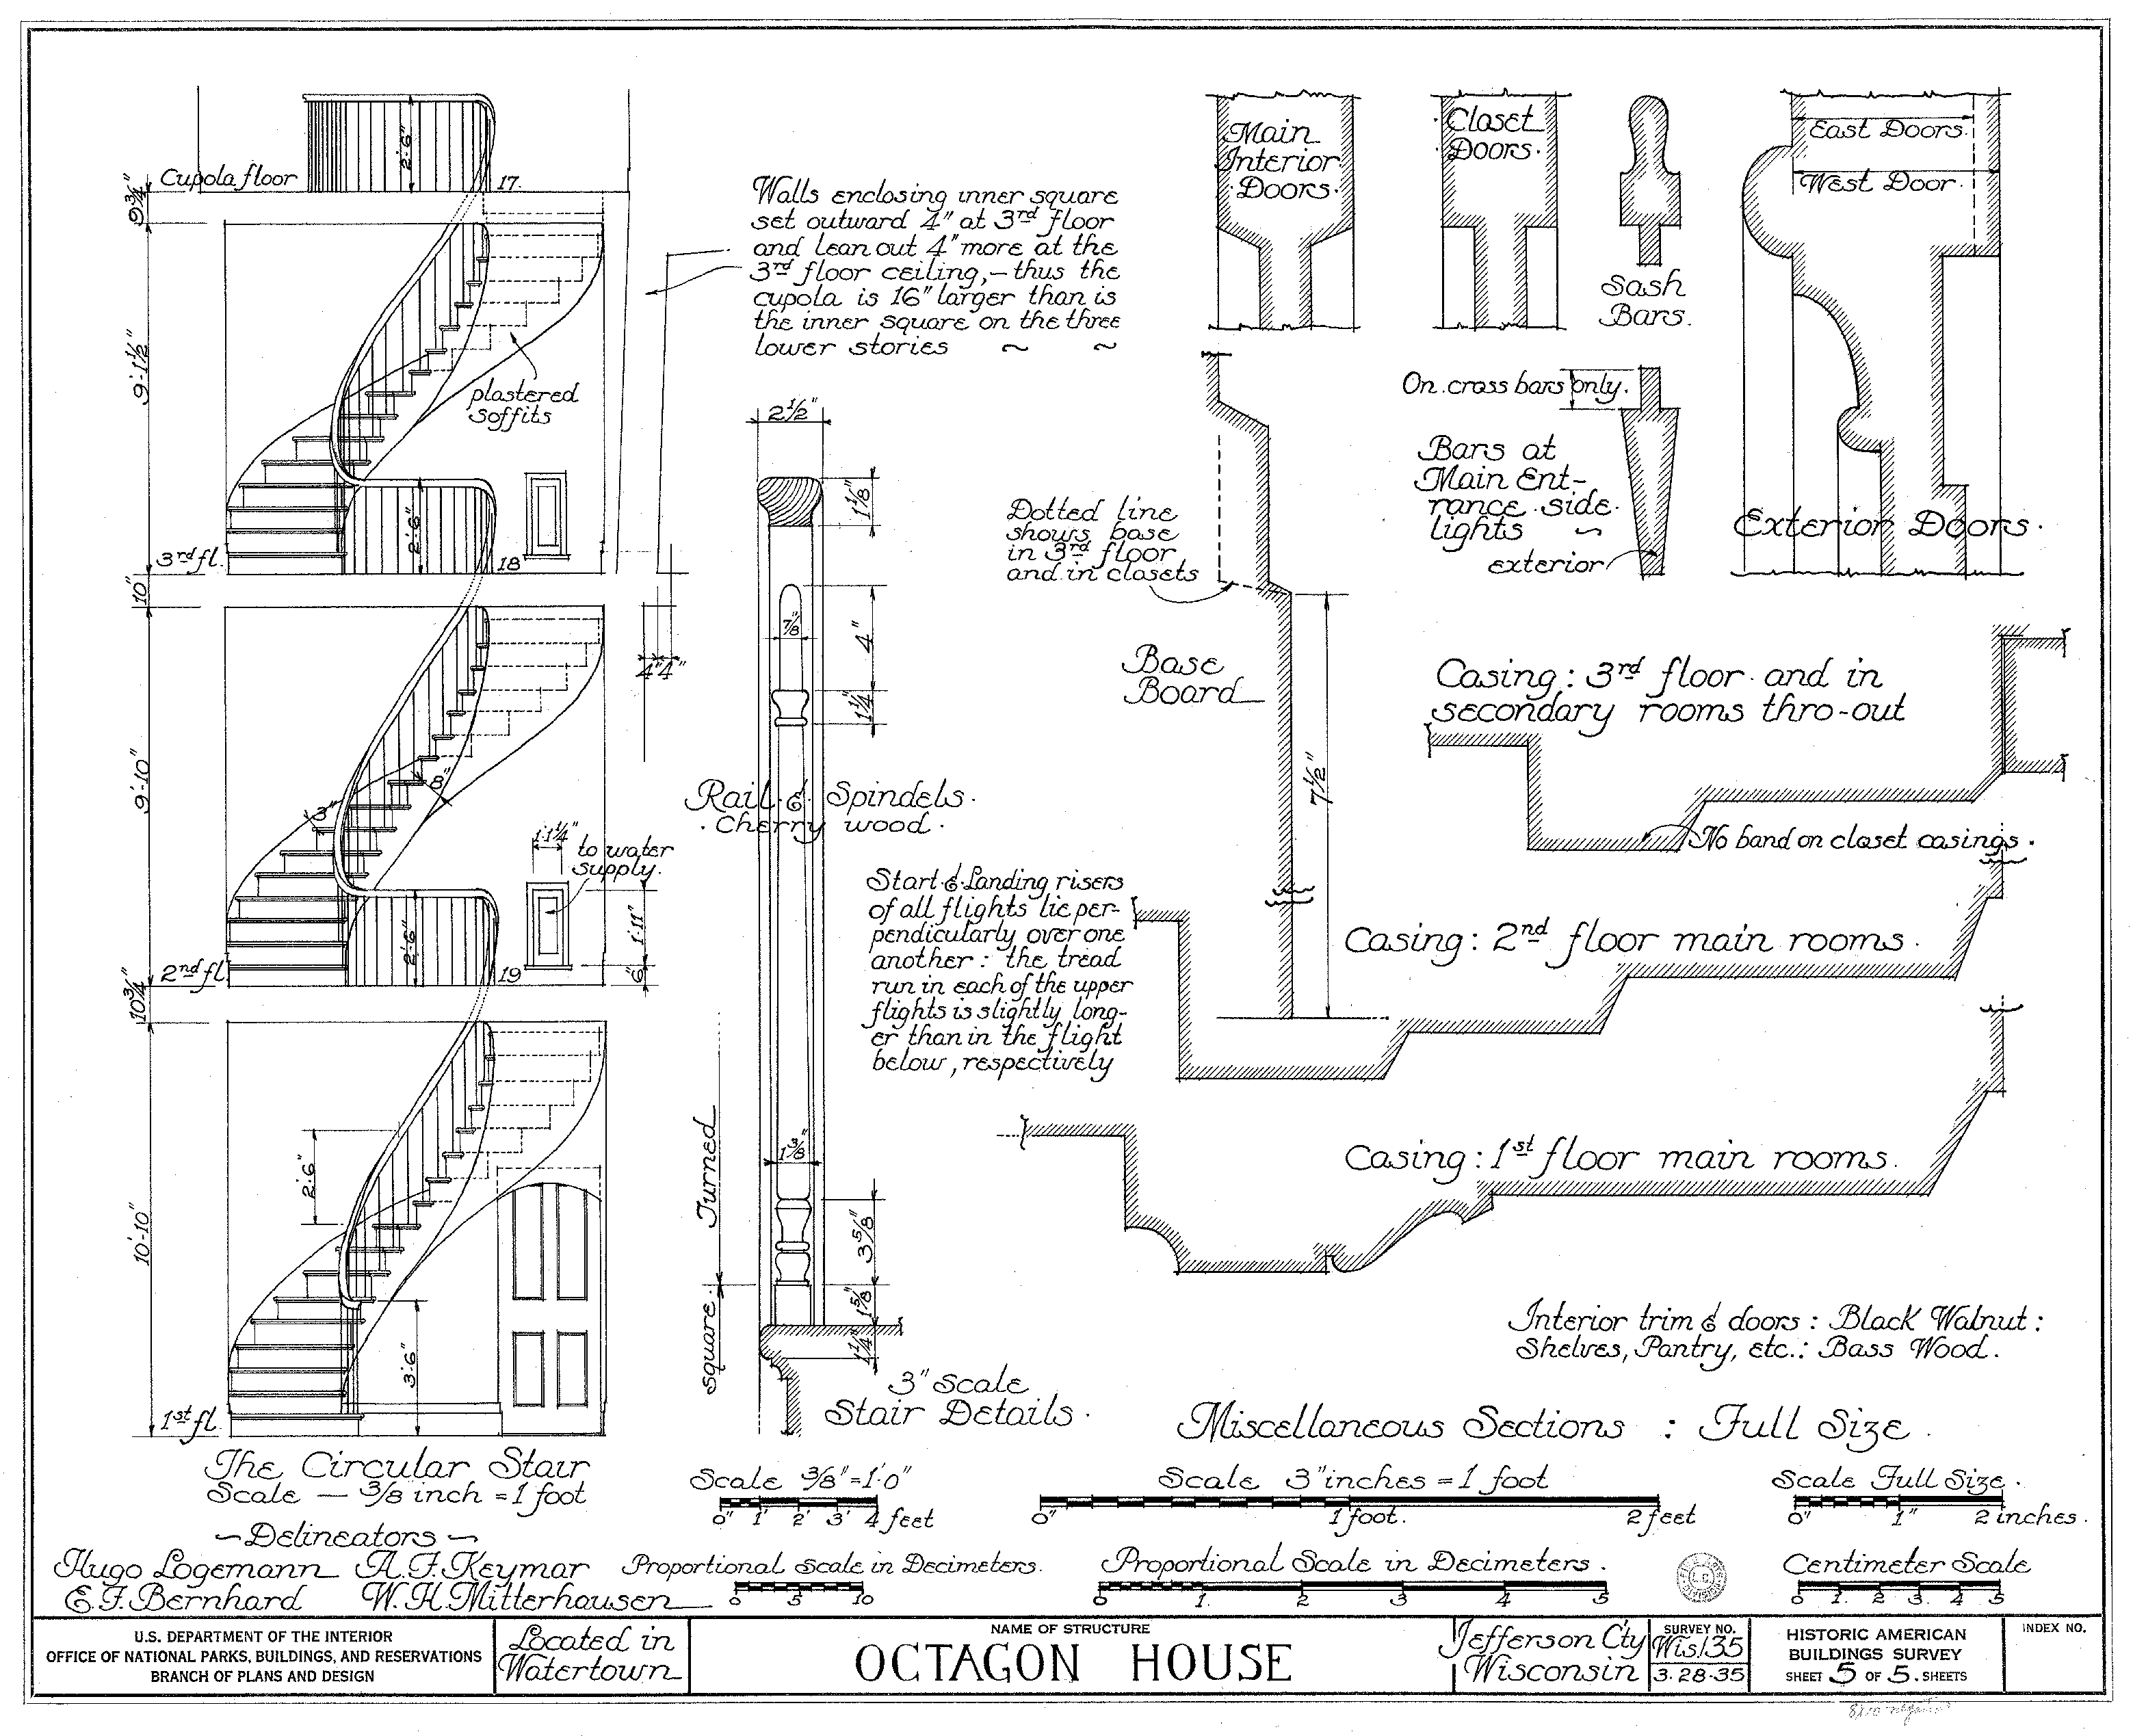 Cupola floor
17.
2'-6"
9¾"
9'-1½"
plastered
soffits
2'-6"
3rd fl.
18
10"
9'-10"
4" 4"
8"
3"
1'-1¼"
to water
supply.
2'-6"
1'-11"
6"
2nd fl.
19
10¾"
10'-10"
2'-6"
3'-6"
1st fl.
The Circular Stair
Scale — 3/8 inch = 1 foot
Walls enclosing inner square
set outward 4" at 3rd floor
and lean out 4" more at the
3rd floor ceiling,— thus the
cupola is 16" larger than is
the inner square on the three
lower stories ~ ~
2½"
1⅛"
⅞"
4"
1¼"
Rail & Spindels.
. Cherry wood.
Start & Landing risers
of all flights lie per-
pendicularly over one
another: the tread
run in each of the upper
flights is slightly long-
er than in the flight
below, respectively
1⅜"
Turned
3⅝"
square.
1⅝"
1¼"
3" Scale
Stair Details.
Main
Interior
Doors.
Closet
Doors.
Sash
Bars.
East Doors.
West Door.
On cross bars only.
Bars at
Main Ent-
rance side-
lights ~
exterior
Exterior Doors.
Dotted line
shows base
in 3rd floor
and in closets
Base
Board
7½"
Casing: 3rd floor and in
secondary rooms thro-out
No band on closet casings.
Casing: 2nd floor main rooms.
Casing: 1st floor main rooms.
Interior trim & doors: Black Walnut:
Shelves, Pantry, etc.: Bass Wood.
Miscellaneous Sections : Full Size.
Scale 3/8" = 1'-0"
0" 1' 2' 3' 4 feet
Scale 3" inches = 1 foot
0" 1 foot. 2 feet
Scale Full Size.
0" 1" 2 inches.
—Delineators—
Hugo Logemann A.F. Keymar
E.F. Bernhard W.H. Mitterhausen
Proportional Scale in Decimeters.
0 5 10
Proportional Scale in Decimeters.
0 1. 2 3 4 5
Centimeter Scale
0 1. 2 3. 4 5
U.S. DEPARTMENT OF THE INTERIOR
OFFICE OF NATIONAL PARKS, BUILDINGS, AND RESERVATIONS
BRANCH OF PLANS AND DESIGN
Located in
Watertown
NAME OF STRUCTURE
OCTAGON HOUSE
Jefferson Cty
Wisconsin
SURVEY NO.
Wis.135
3-28-35
HISTORIC AMERICAN
BUILDINGS SURVEY
SHEET 5 OF 5 SHEETS
INDEX NO.